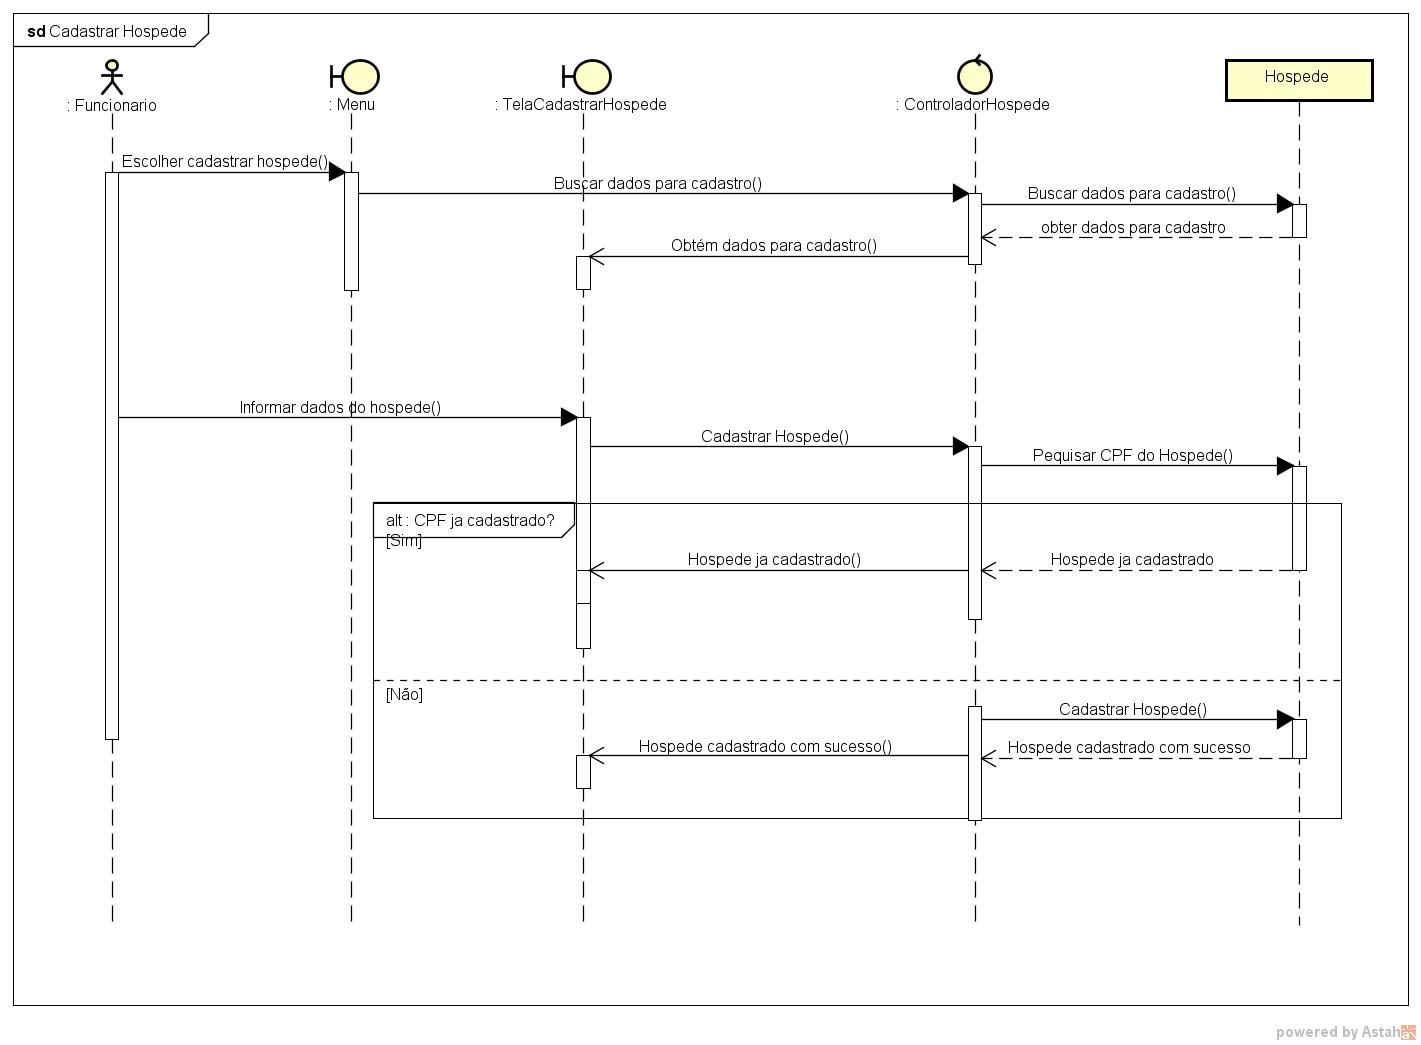 sd Cadastrar Hospede
: Funcionario
: Menu
: TelaCadastrarHospede
: ControladorHospede
Hospede
Escolher cadastrar hospede()
Buscar dados para cadastro()
Buscar dados para cadastro()
obter dados para cadastro
Obtém dados para cadastro()
Informar dados do hospede()
Cadastrar Hospede()
Pequisar CPF do Hospede()
alt : CPF ja cadastrado?
[Sim]
Hospede ja cadastrado()
Hospede ja cadastrado
[Não]
Cadastrar Hospede()
Hospede cadastrado com sucesso()
Hospede cadastrado com sucesso
powered by Astah